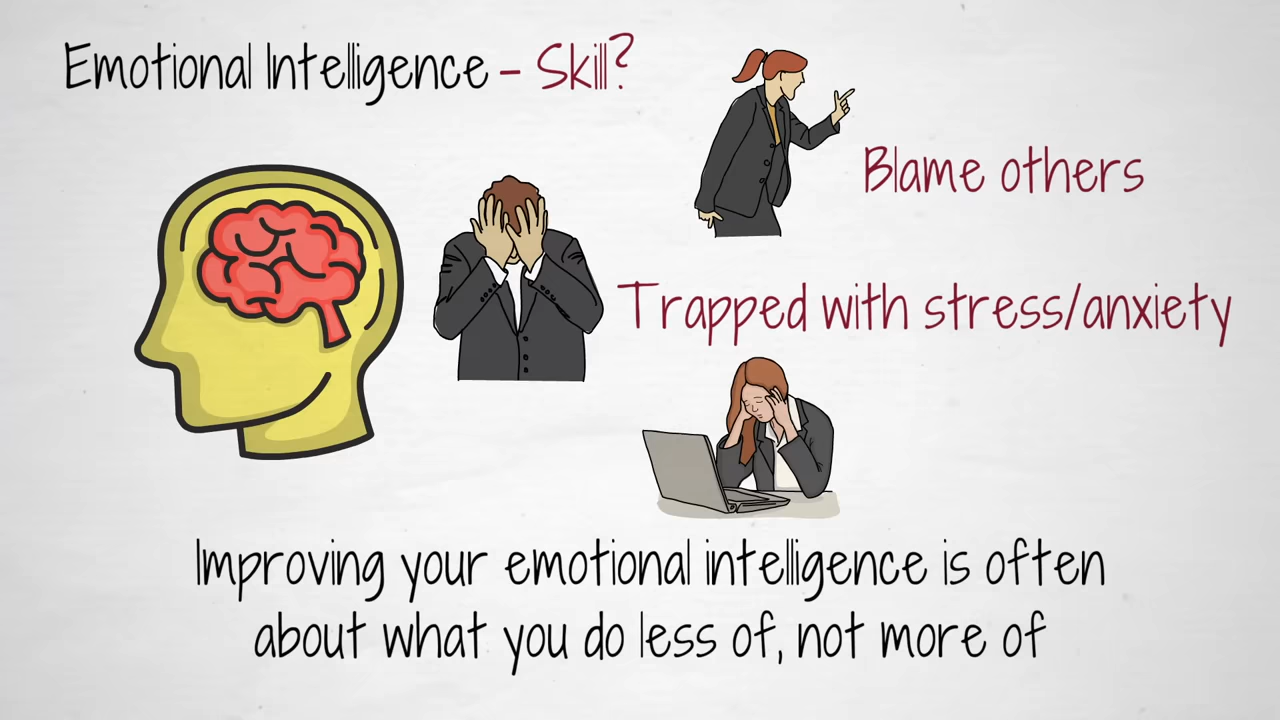 Emotional Intelligence - Skill?
Blame others
Trapped with stress/anxiety
Improving your emotional intelligence is often
about what you do less of, not more of